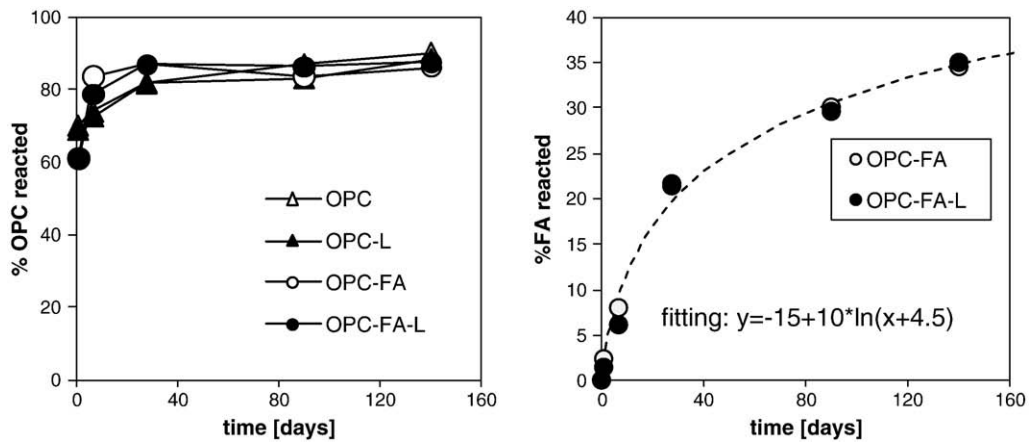 100
80
60
40
20
0
% OPC reacted
OPC
OPC-L
OPC-FA
OPC-FA-L
0 40 80 120 160
time [days]
40
35
30
25
20
15
10
5
0
%FA reacted
OPC-FA
OPC-FA-L
fitting: y=-15+10*ln(x+4.5)
0 40 80 120 160
time [days]